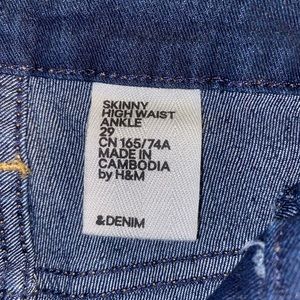 SKINNY
HIGH WAIST
ANKLE
29
CN 165/74A
MADE IN
CAMBODIA
by H&M
&DENIM